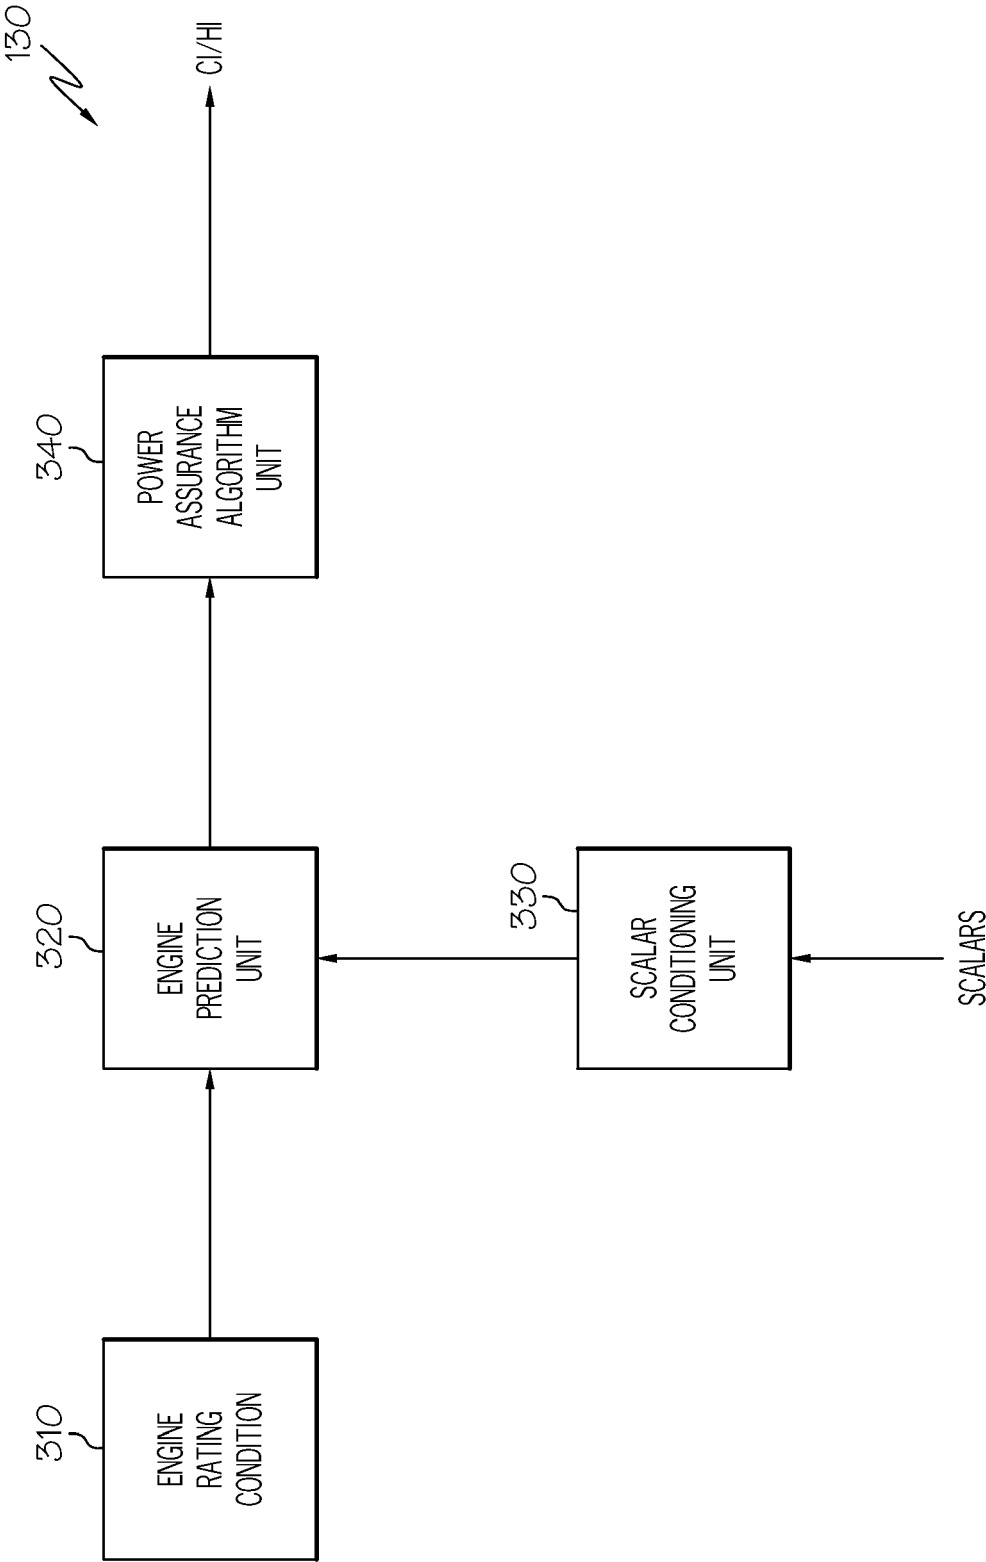 130
310
ENGINE
RATING
CONDITION
320
ENGINE
PREDICTION
UNIT
340
POWER
ASSURANCE
ALGORITHM
UNIT
CI/HI
330
SCALAR
CONDITIONING
UNIT
SCALARS